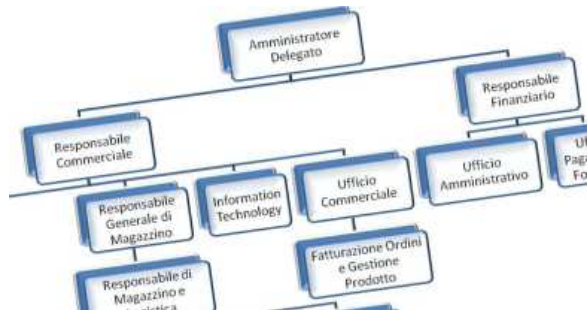 Amministratore
Delegato
Responsabile
Finanziario
Responsabile
Commerciale
Ufficio
Amministrativo
Responsabile
Generale di
Magazzino
Information
Technology
Ufficio
Commerciale
Fatturazione Ordini
e Gestione
Prodotto
Responsabile di
Magazzino e